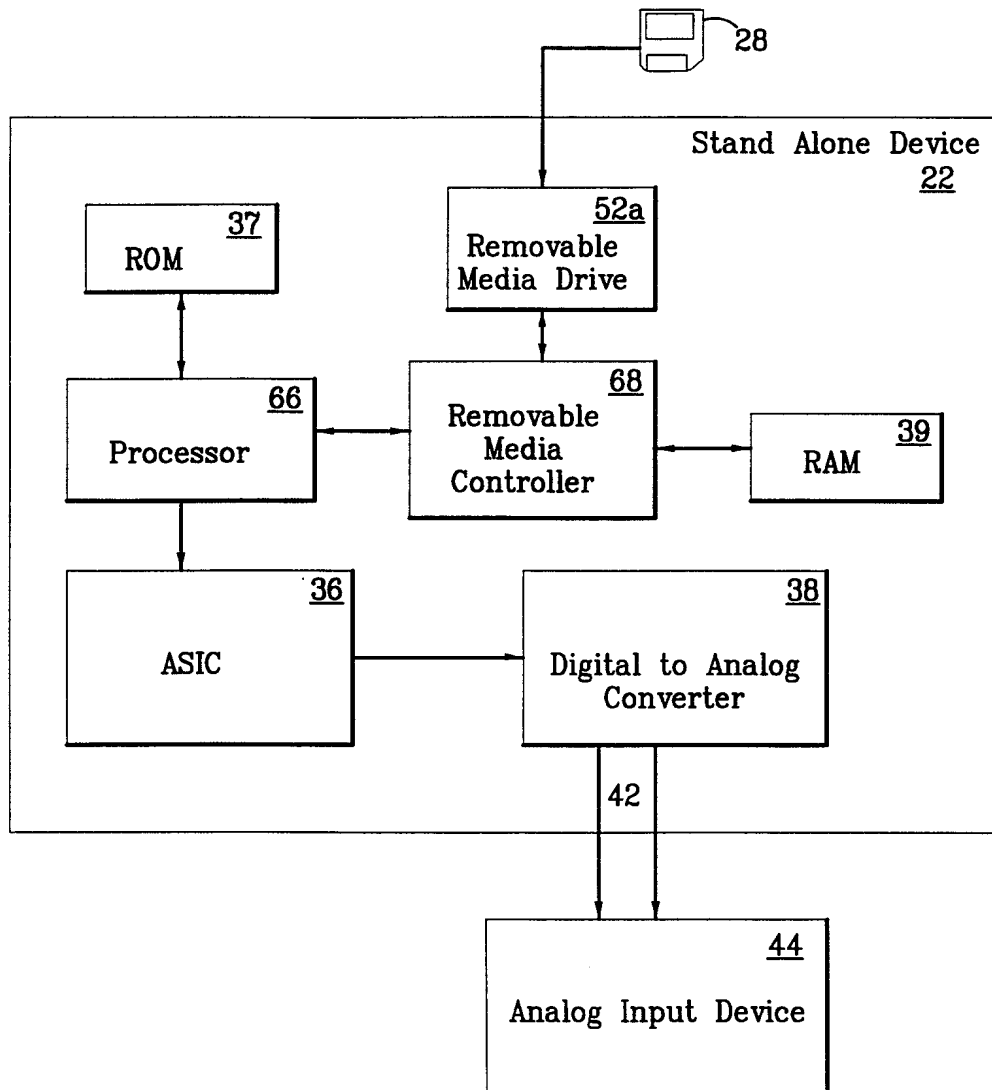 28
Stand Alone Device
22
37
ROM
52a
Removable
Media Drive
66
Processor
68
Removable
Media
Controller
39
RAM
36
ASIC
38
Digital to Analog
Converter
42
44
Analog Input Device